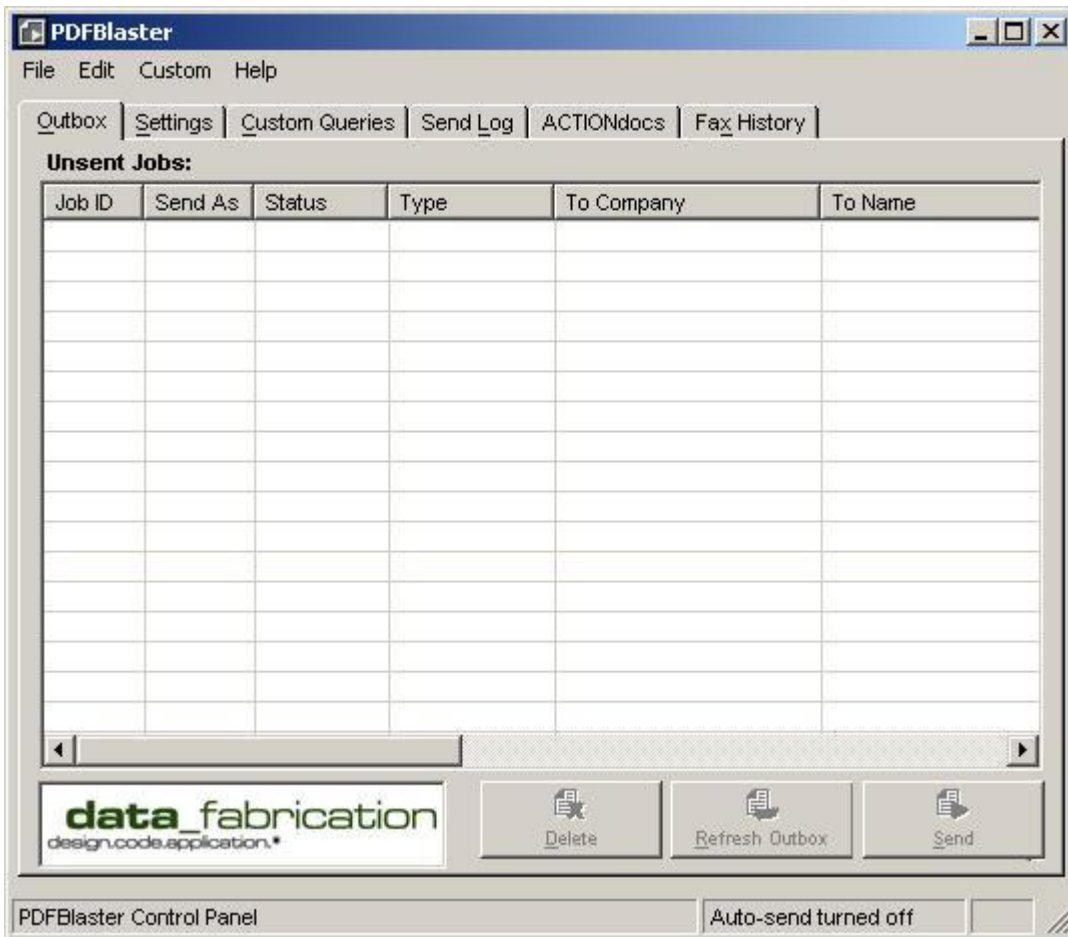 PDFBlaster
File Edit Custom Help
Outbox Settings Custom Queries Send Log ACTIONdocs Fax History
Unsent Jobs:
Job ID Send As Status Type To Company To Name
data_fabrication
design.code.application.*
Delete Refresh Outbox Send
PDFBlaster Control Panel Auto-send turned off